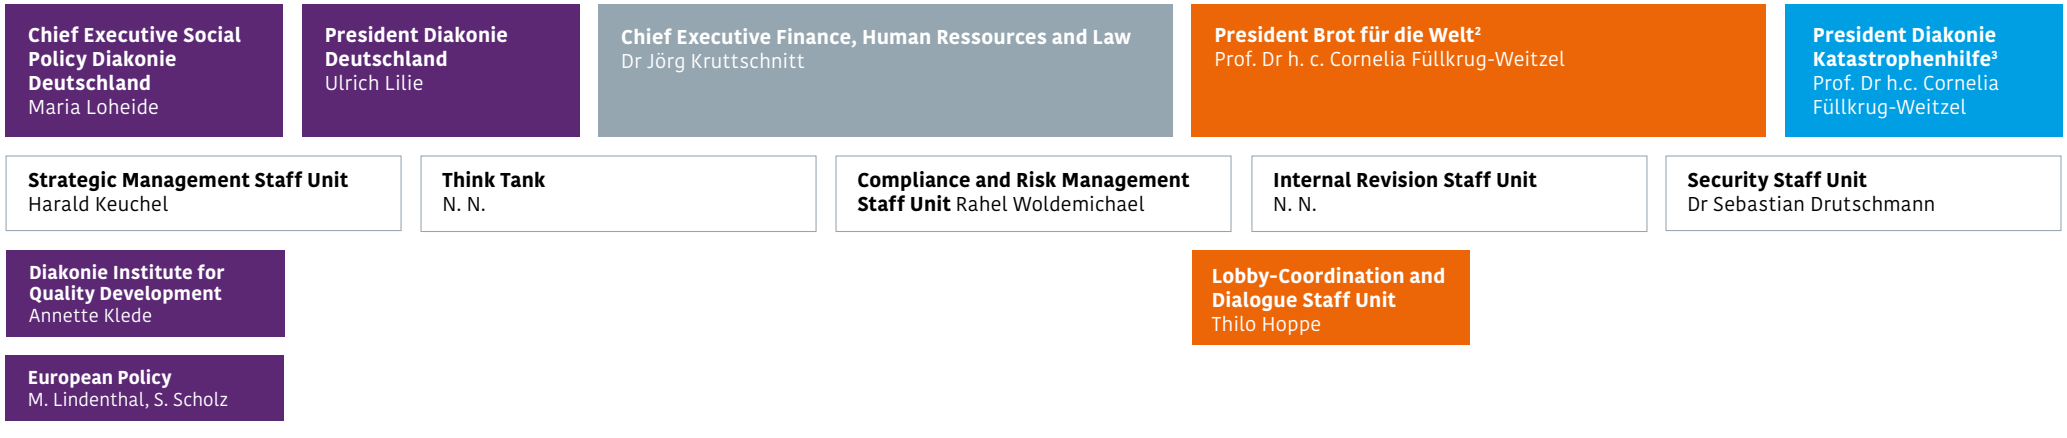 Chief Executive Social
Policy Diakonie
Deutschland
Maria Loheide
President Diakonie
Deutschland
Ulrich Lilie
Chief Executive Finance, Human Ressources and Law
Dr Jörg Kruttschnitt
President Brot für die Welt²
Prof. Dr h. c. Cornelia Füllkrug-Weitzel
President Diakonie
Katastrophenhilfe³
Prof. Dr h.c. Cornelia
Füllkrug-Weitzel
Strategic Management Staff Unit
Harald Keuchel
Think Tank
N. N.
Compliance and Risk Management
Staff Unit Rahel Woldemichael
Internal Revision Staff Unit
N. N.
Security Staff Unit
Dr Sebastian Drutschmann
Diakonie Institute for
Quality Development
Annette Klede
Lobby-Coordination and
Dialogue Staff Unit
Thilo Hoppe
European Policy
M. Lindenthal, S. Scholz